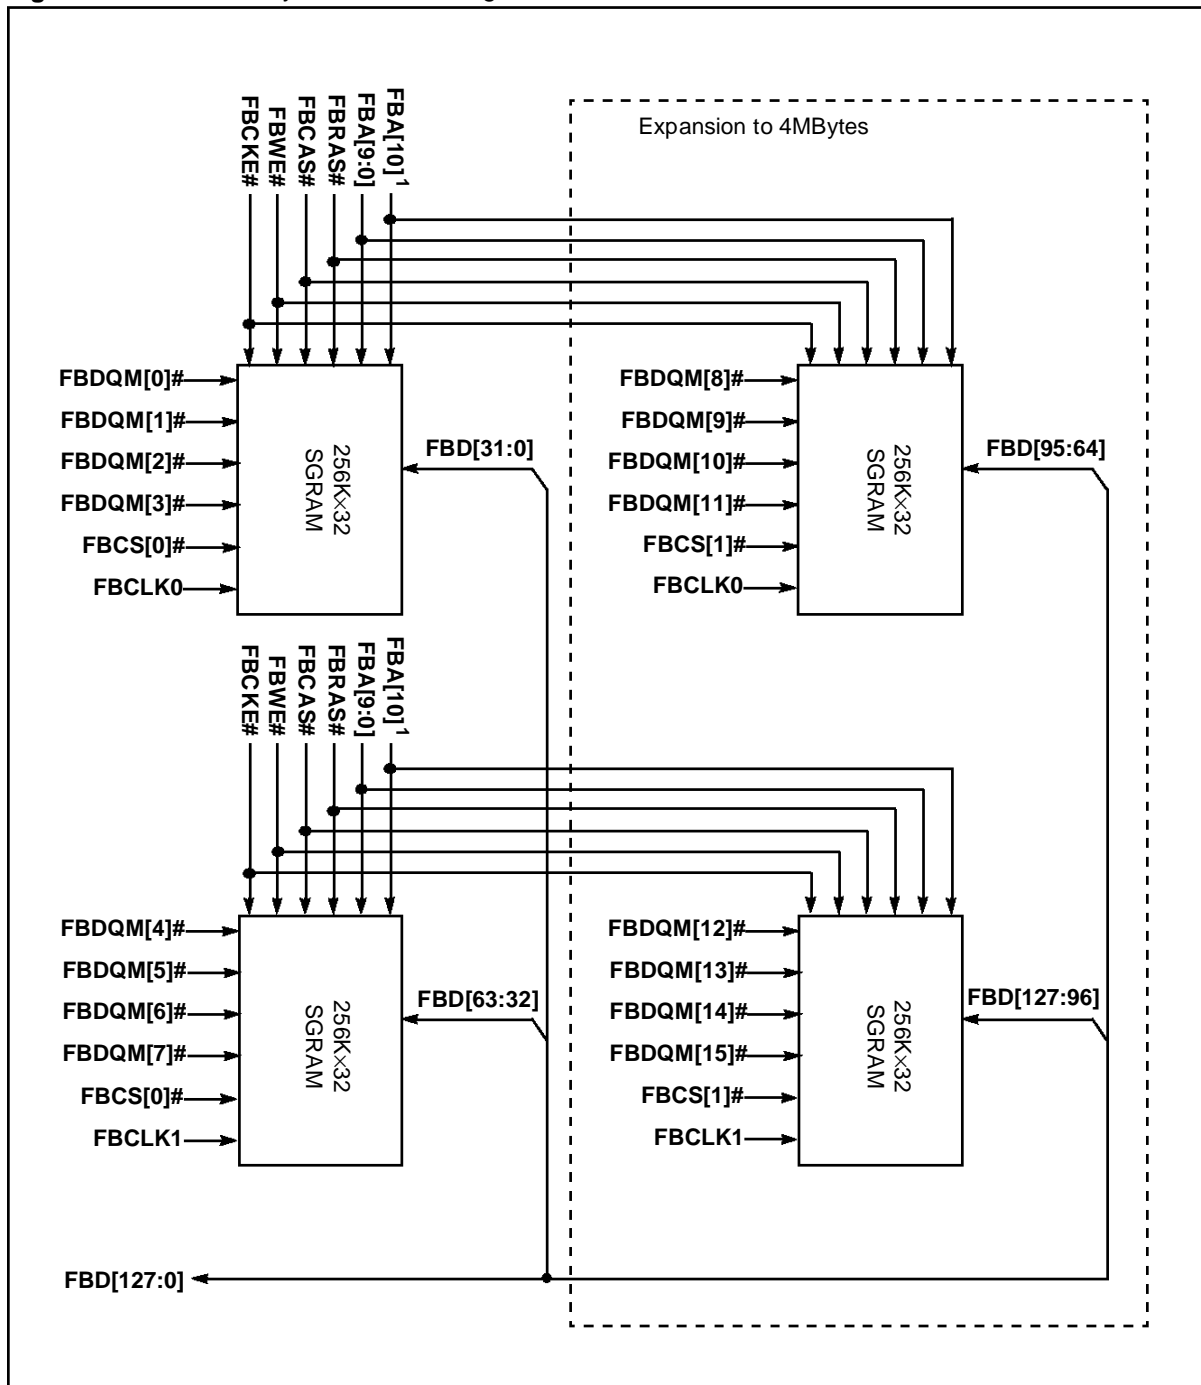 FBCKE#
FBWE#
FBCAS#
FBRAS#
FBA[9:0]
FBA[10]1
Expansion to 4MBytes
FBDQM[0]#
FBDQM[1]#
FBDQM[2]#
FBDQM[3]#
FBCS[0]#
FBCLK0
256K×32
SGRAM
FBD[31:0]
FBDQM[8]#
FBDQM[9]#
FBDQM[10]#
FBDQM[11]#
FBCS[1]#
FBCLK0
256K×32
SGRAM
FBD[95:64]
FBCKE#
FBWE#
FBCAS#
FBRAS#
FBA[9:0]
FBA[10]1
FBDQM[4]#
FBDQM[5]#
FBDQM[6]#
FBDQM[7]#
FBCS[0]#
FBCLK1
256K×32
SGRAM
FBD[63:32]
FBDQM[12]#
FBDQM[13]#
FBDQM[14]#
FBDQM[15]#
FBCS[1]#
FBCLK1
256K×32
SGRAM
FBD[127:96]
FBD[127:0]